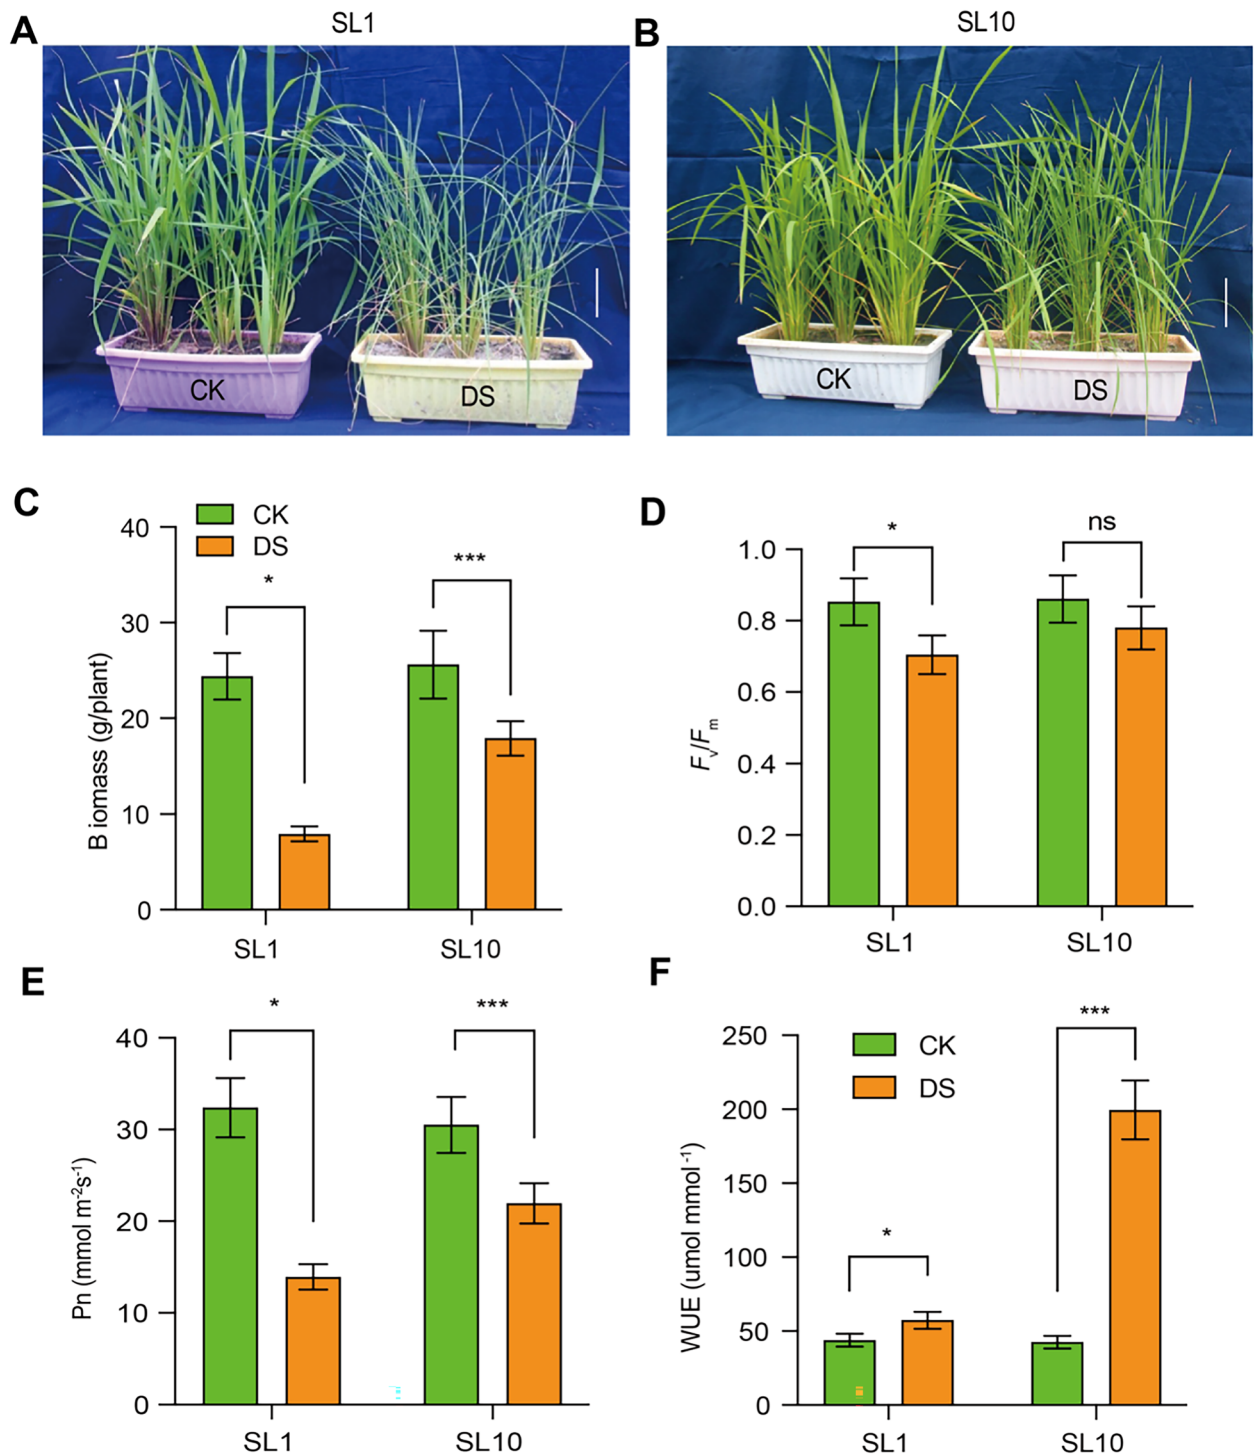 A
SL1
B
SL10
CK
DS
CK
DS
C
CK
DS
40
30
20
10
0
B iomass (g/plant)
*
***
SL1
SL10
D
*
ns
1.0
0.8
0.6
0.4
0.2
0.0
Fv/Fm
SL1
SL10
E
*
***
40
30
20
10
0
Pn (mmol m-2s-1)
SL1
SL10
F
***
CK
DS
250
200
150
100
50
0
WUE (umol mmol-1)
*
SL1
SL10